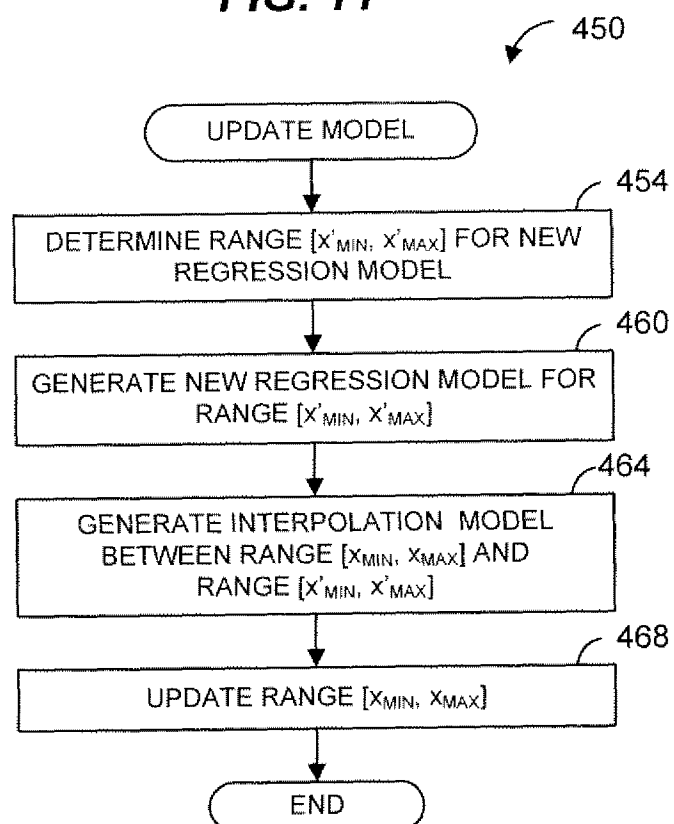 450
UPDATE MODEL
454
DETERMINE RANGE [x'MIN, x'MAX] FOR NEW
REGRESSION MODEL
460
GENERATE NEW REGRESSION MODEL FOR
RANGE [x'MIN, x'MAX]
464
GENERATE INTERPOLATION MODEL
BETWEEN RANGE [xMIN, xMAX] AND
RANGE [x'MIN, x'MAX]
468
UPDATE RANGE [xMIN, xMAX]
END